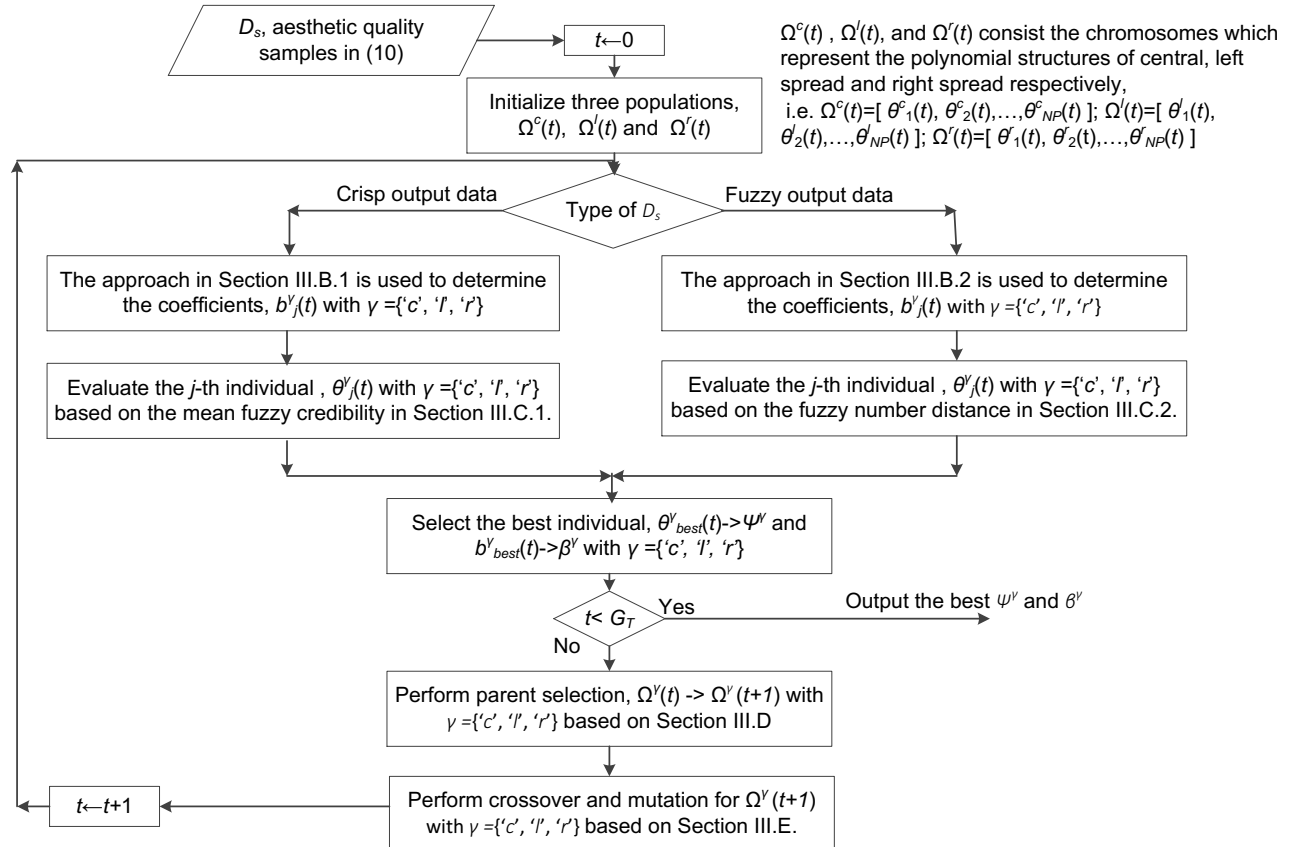 D_s, aesthetic quality
samples in (10)
t←0
Ω^c(t) , Ω^l(t), and Ω^r(t) consist the chromosomes which
represent the polynomial structures of central, left
spread and right spread respectively,
i.e. Ω^c(t)=[ θ^c_1(t), θ^c_2(t),...,θ^c_NP(t) ]; Ω^l(t)=[ θ^l_1(t),
θ^l_2(t),...,θ^l_NP(t) ]; Ω^r(t)=[ θ^r_1(t), θ^r_2(t),...,θ^r_NP(t) ]
Initialize three populations,
Ω^c(t), Ω^l(t) and Ω^r(t)
Crisp output data
Type of D_s
Fuzzy output data
The approach in Section III.B.1 is used to determine
the coefficients, b^γ_j(t) with γ ={‘c’, ‘l’, ‘r’}
The approach in Section III.B.2 is used to determine
the coefficients, b^γ_j(t) with γ ={‘c’, ‘l’, ‘r’}
Evaluate the j-th individual , θ^γ_j(t) with γ ={‘c’, ‘l’, ‘r’}
based on the mean fuzzy credibility in Section III.C.1.
Evaluate the j-th individual , θ^γ_j(t) with γ ={‘c’, ‘l’, ‘r’}
based on the fuzzy number distance in Section III.C.2.
Select the best individual, θ^γ_best(t)->Ψ^γ and
b^γ_best(t)->β^γ with γ ={‘c’, ‘l’, ‘r’}
t< G_T
Yes
Output the best Ψ^γ and β^γ
No
Perform parent selection, Ω^γ(t) -> Ω^γ(t+1) with
γ ={‘c’, ‘l’, ‘r’} based on Section III.D
t←t+1
Perform crossover and mutation for Ω^γ(t+1)
with γ ={‘c’, ‘l’, ‘r’} based on Section III.E.